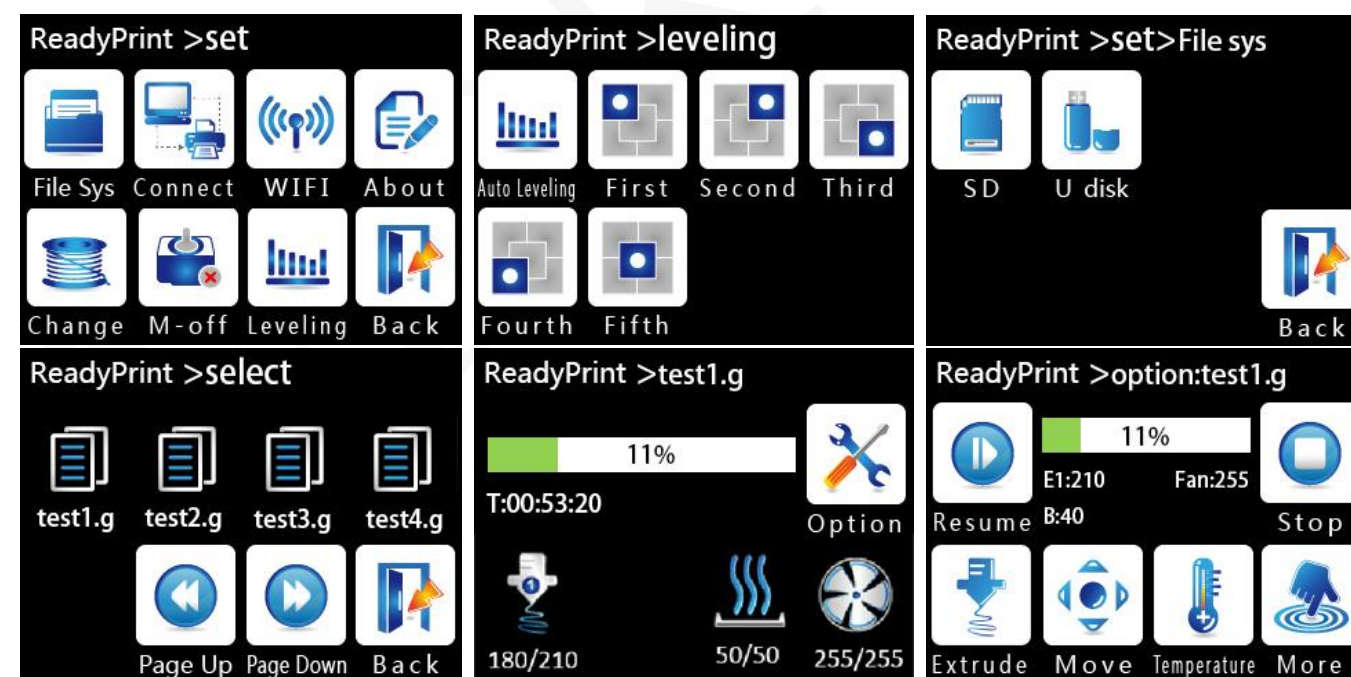 ReadyPrint >set
File Sys Connect WIFI About
Change M-off Leveling Back
ReadyPrint >leveling
Auto Leveling First Second Third
Fourth Fifth
ReadyPrint >set>File sys
SD U disk
Back
ReadyPrint >select
test1.g test2.g test3.g test4.g
Page Up Page Down Back
ReadyPrint >test1.g
11%
T:00:53:20
Option
1
180/210 50/50 255/255
ReadyPrint >option:test1.g
11%
E1:210 Fan:255
Resume B:40 Stop
Extrude Move Temperature More